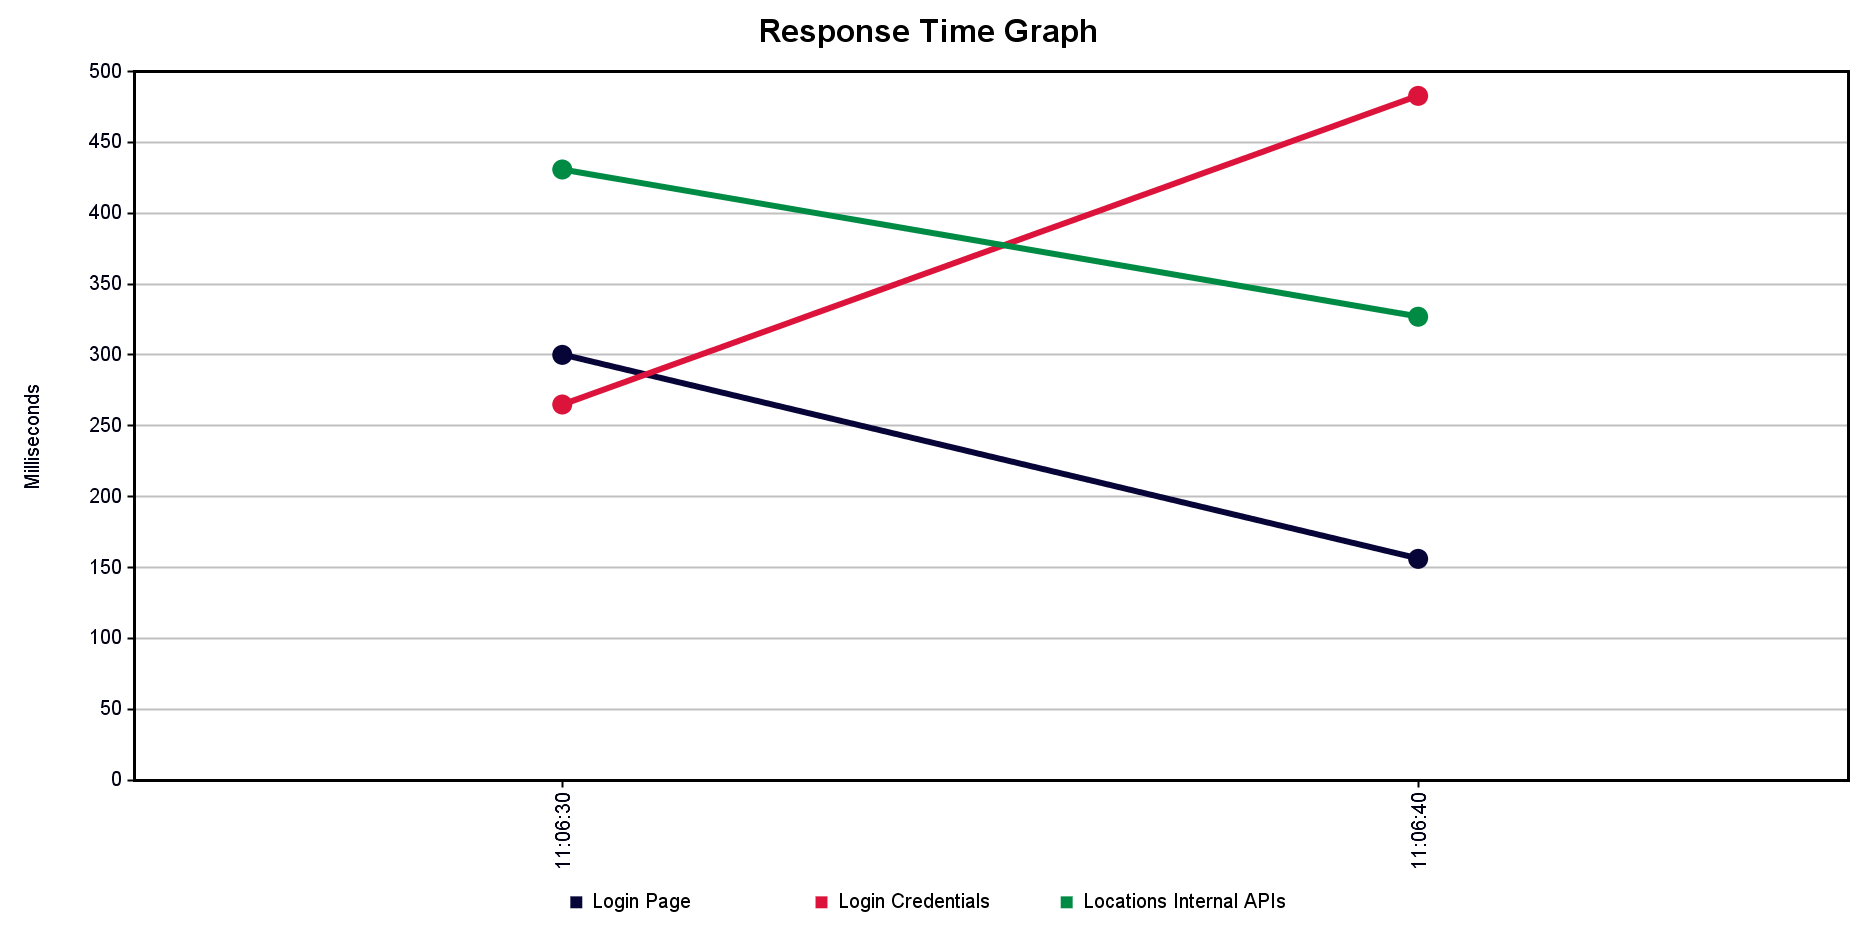 Response Time Graph
500
450
400
350
300
250
200
150
100
50
0
Milliseconds
11:06:30
11:06:40
Login Page
Login Credentials
Locations Internal APIs